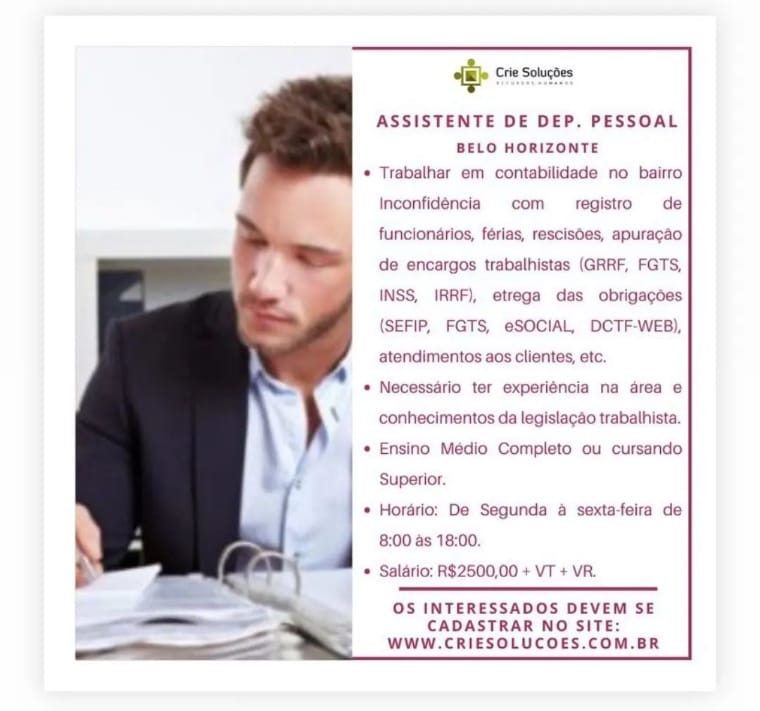 Crie Soluções
RECURSOS HUMANOS
ASSISTENTE DE DEP. PESSOAL
BELO HORIZONTE
• Trabalhar em contabilidade no bairro
Inconfidência com registro de
funcionários, férias, rescisões, apuração
de encargos trabalhistas (GRRF, FGTS,
INSS, IRRF), etrega das obrigações
(SEFIP, FGTS, eSOCIAL, DCTF-WEB),
atendimentos aos clientes, etc.
• Necessário ter experiência na área e
conhecimentos da legislação trabalhista.
• Ensino Médio Completo ou cursando
Superior.
• Horário: De Segunda à sexta-feira de
8:00 às 18:00.
• Salário: R$2500,00 + VT + VR.
OS INTERESSADOS DEVEM SE
CADASTRAR NO SITE:
WWW.CRIESOLUCOES.COM.BR